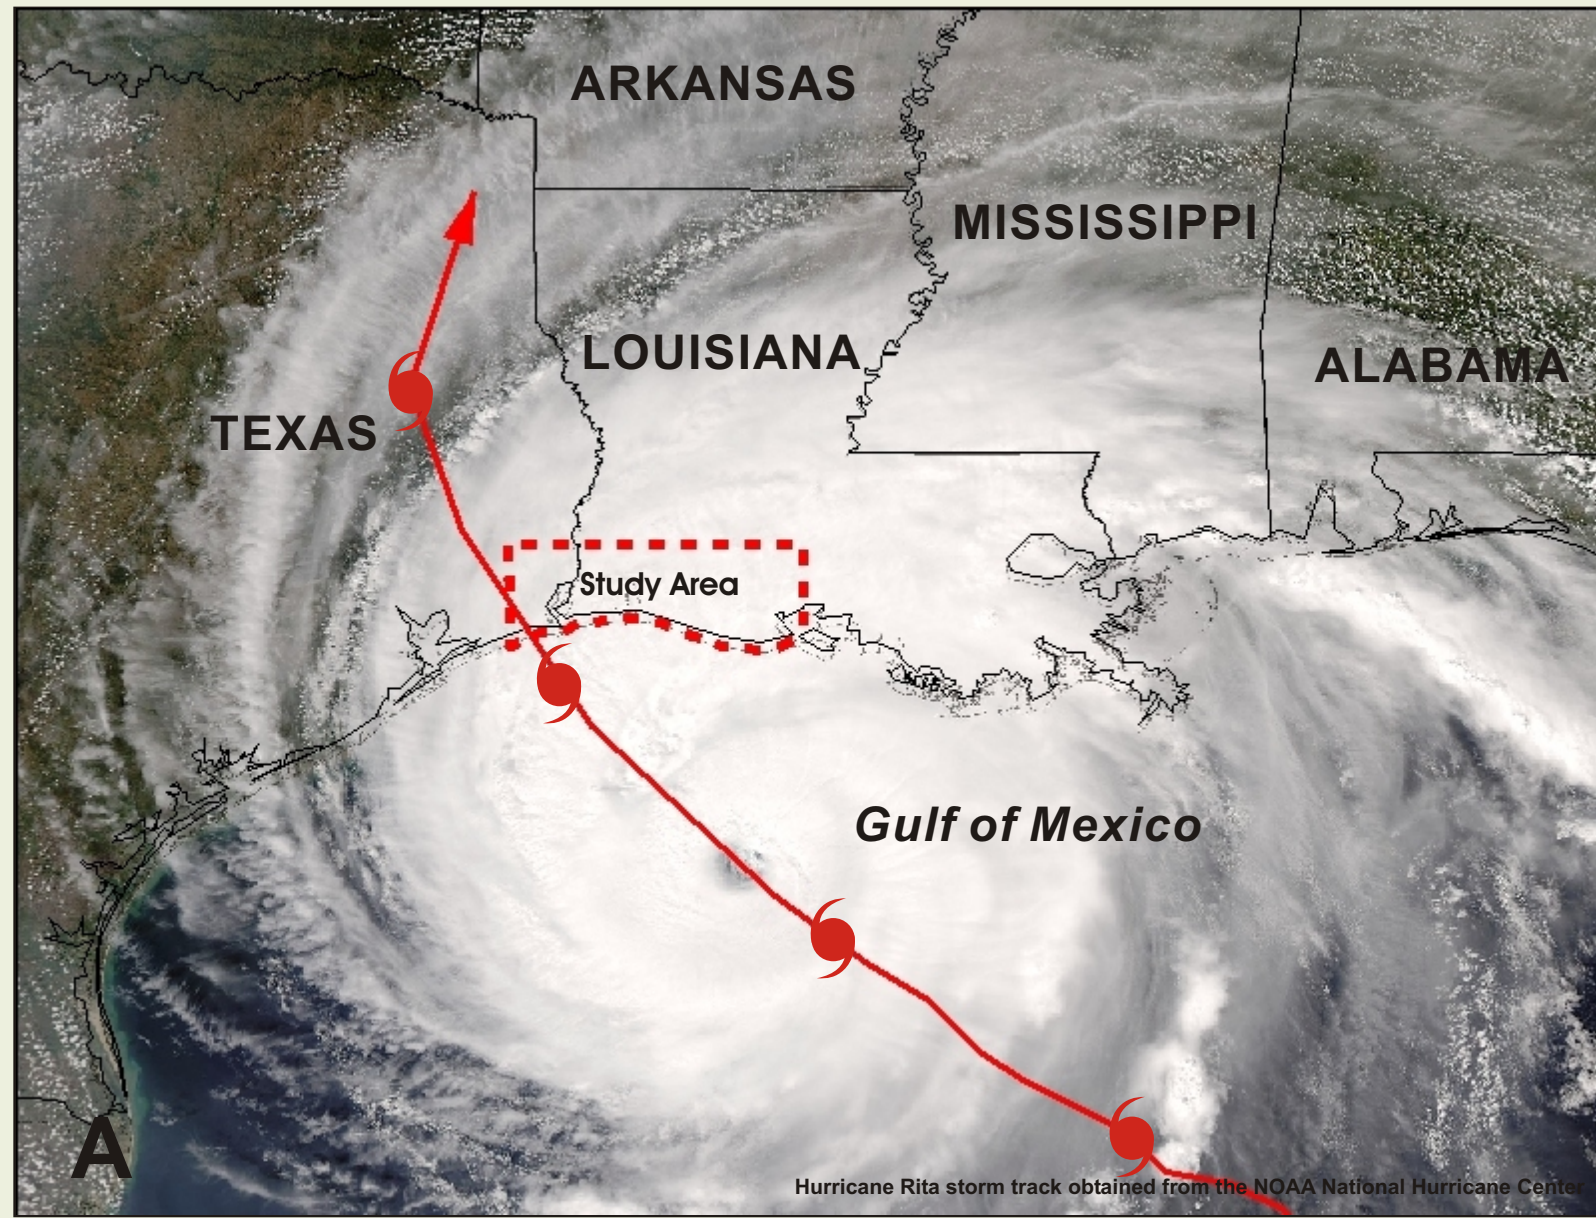 ARKANSAS
MISSISSIPPI
LOUISIANA
ALABAMA
TEXAS
Study Area
Gulf of Mexico
A
Hurricane Rita storm track obtained from the NOAA National Hurricane Center